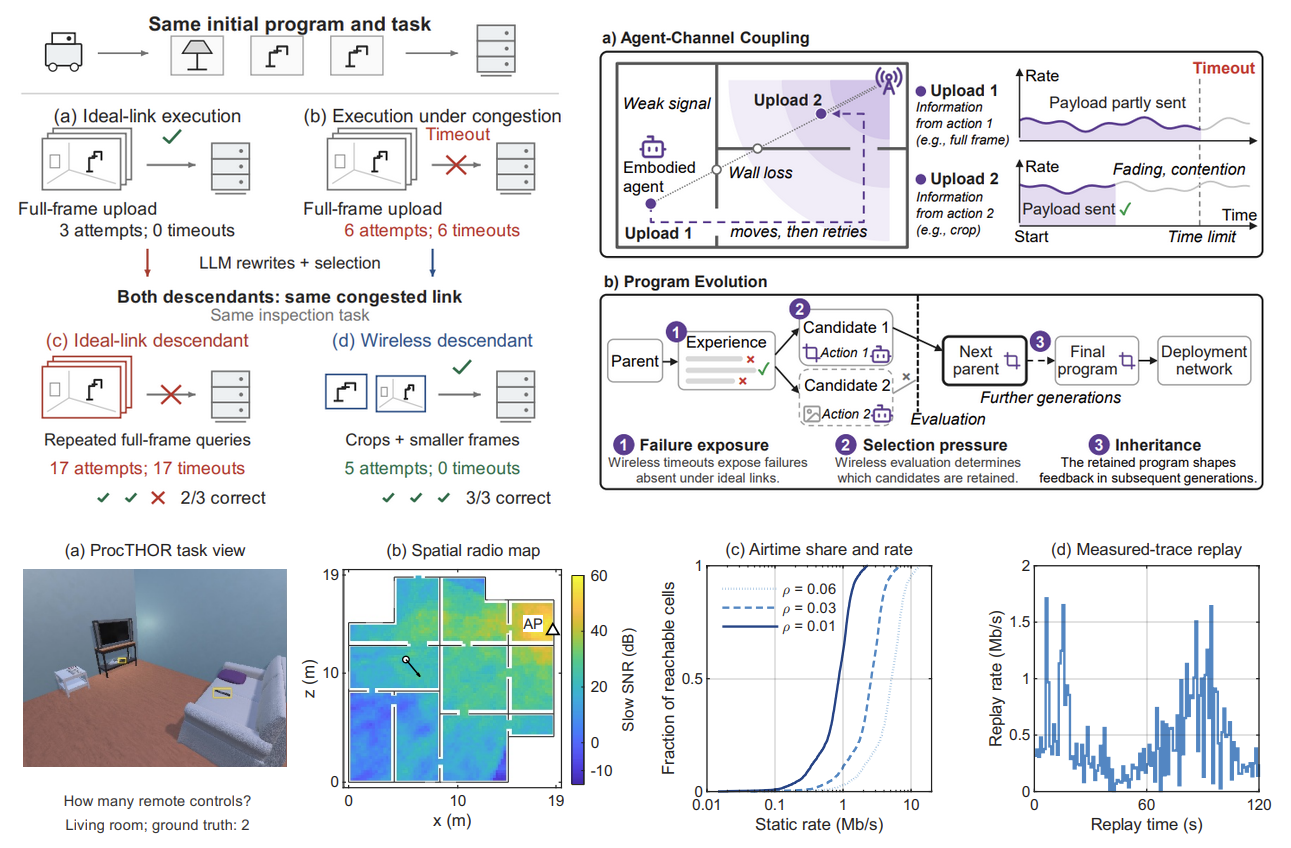 Same initial program and task
(a) Ideal-link execution
Full-frame upload
3 attempts; 0 timeouts
(b) Execution under congestion
Timeout
Full-frame upload
6 attempts; 6 timeouts
LLM rewrites + selection
Both descendants: same congested link
Same inspection task
(c) Ideal-link descendant
Repeated full-frame queries
17 attempts; 17 timeouts
2/3 correct
(d) Wireless descendant
Crops + smaller frames
5 attempts; 0 timeouts
3/3 correct
a) Agent-Channel Coupling
Weak signal
Upload 2
Embodied
agent
Wall loss
Upload 1
moves, then retries
Upload 1
Information
from action 1
(e.g., full frame)
Upload 2
Information
from action 2
(e.g., crop)
Timeout
Rate
Payload partly sent
Rate
Fading, contention
Payload sent
Time
Start
Time limit
b) Program Evolution
Parent
1
Experience
2
Candidate 1
Action 1
Candidate 2
Action 2
Evaluation
Next
parent
3
Final
program
Deployment
network
Further generations
1 Failure exposure
Wireless timeouts expose failures
absent under ideal links.
2 Selection pressure
Wireless evaluation determines
which candidates are retained.
3 Inheritance
The retained program shapes
feedback in subsequent generations.
(a) ProcTHOR task view
How many remote controls?
Living room; ground truth: 2
(b) Spatial radio map
19
10
0
z (m)
AP
0
10
19
x (m)
60
40
20
0
-10
Slow SNR (dB)
(c) Airtime share and rate
1
0.5
0
Fraction of reachable cells
ρ = 0.06
ρ = 0.03
ρ = 0.01
0.01
0.1
1
10
Static rate (Mb/s)
(d) Measured-trace replay
2
1.5
1
0.5
0
Replay rate (Mb/s)
0
60
120
Replay time (s)